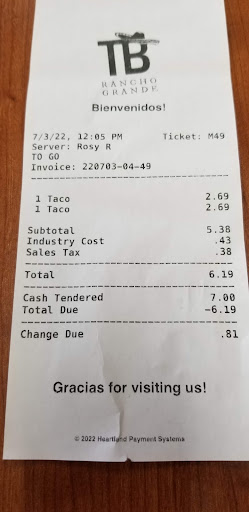 TB
RANCHO
GRANDE
Bienvenidos!
7/3/22, 12:05 PM Ticket: M49
Server: Rosy R
TO GO
Invoice: 220703-04-49
1 Taco 2.69
1 Taco 2.69
Subtotal 5.38
Industry Cost .43
Sales Tax .38
Total 6.19
Cash Tendered 7.00
Total Due -6.19
Change Due .81
Gracias for visiting us!
© 2022 Heartland Payment Systems